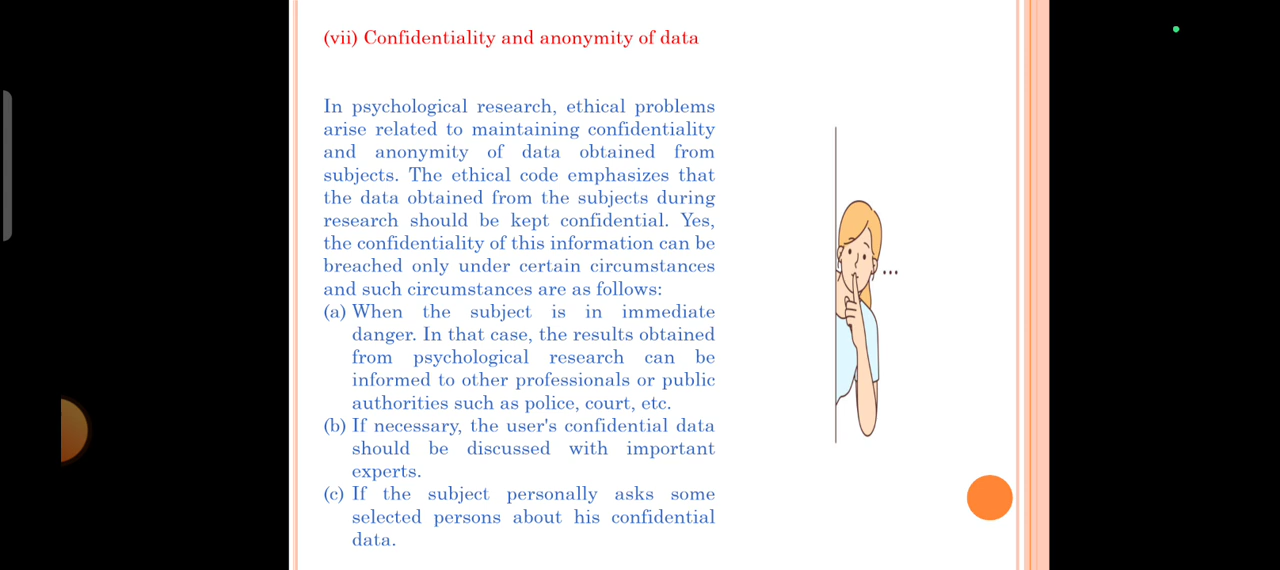 (vii) Confidentiality and anonymity of data
In psychological research, ethical problems
arise related to maintaining confidentiality
and anonymity of data obtained from
subjects. The ethical code emphasizes that
the data obtained from the subjects during
research should be kept confidential. Yes,
the confidentiality of this information can be
breached only under certain circumstances
and such circumstances are as follows:
(a) When the subject is in immediate
danger. In that case, the results obtained
from psychological research can be
informed to other professionals or public
authorities such as police, court, etc.
(b) If necessary, the user's confidential data
should be discussed with important
experts.
(c) If the subject personally asks some
selected persons about his confidential
data.